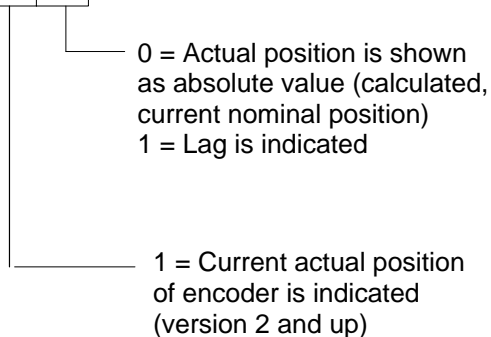 0 = Actual position is shown
as absolute value (calculated,
current nominal position)
1 = Lag is indicated
1 = Current actual position
of encoder is indicated
(version 2 and up)